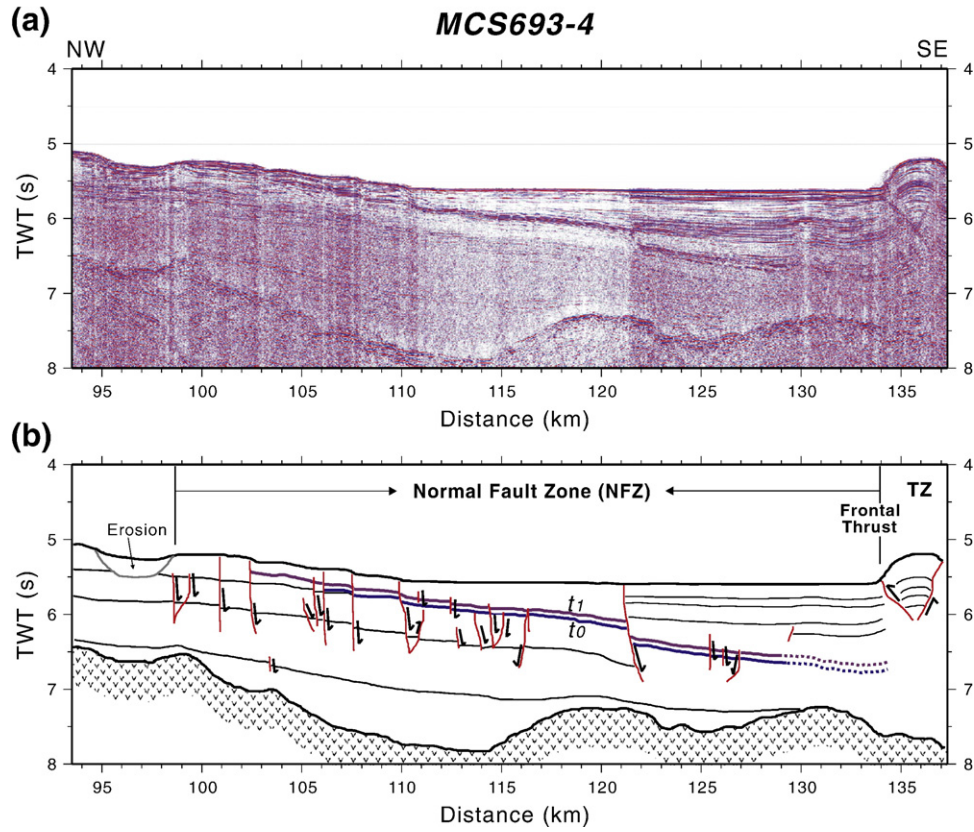 (a)
MCS693-4
NW
SE
4
4
5
5
6
6
7
7
8
8
TWT (s)
95
100
105
110
115
120
125
130
135
Distance (km)
(b)
4
4
5
5
6
6
7
7
8
8
TWT (s)
Normal Fault Zone (NFZ)
TZ
Frontal
Thrust
Erosion
t1
t0
95
100
105
110
115
120
125
130
135
Distance (km)